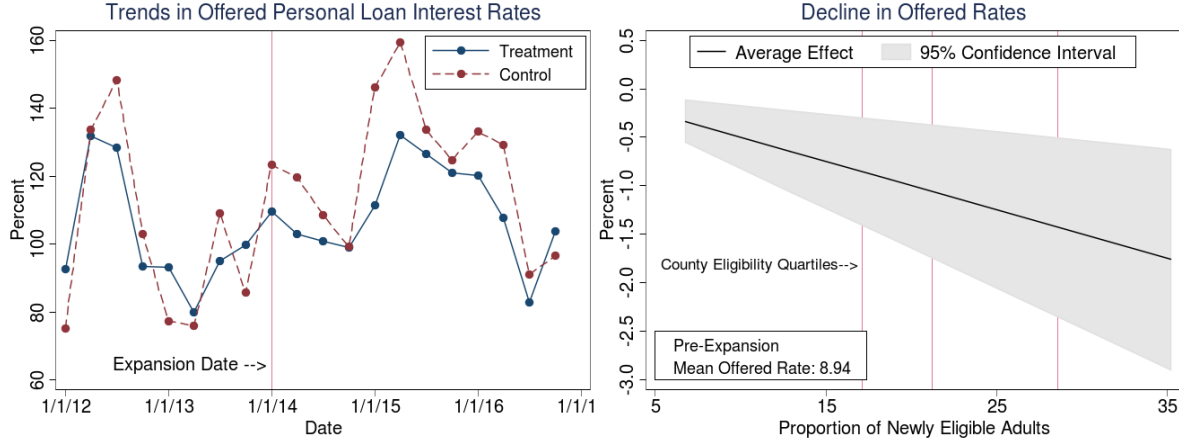 Trends in Offered Personal Loan Interest Rates
160
140
120
100
80
60
Percent
Treatment
Control
Expansion Date -->
1/1/12
1/1/13
1/1/14
1/1/15
1/1/16
1/1/1
Date
Decline in Offered Rates
0.5
0.0
-0.5
-1.0
-1.5
-2.0
-2.5
-3.0
Percent
Average Effect
95% Confidence Interval
County Eligibility Quartiles-->
Pre-Expansion
Mean Offered Rate: 8.94
5
15
25
35
Proportion of Newly Eligible Adults